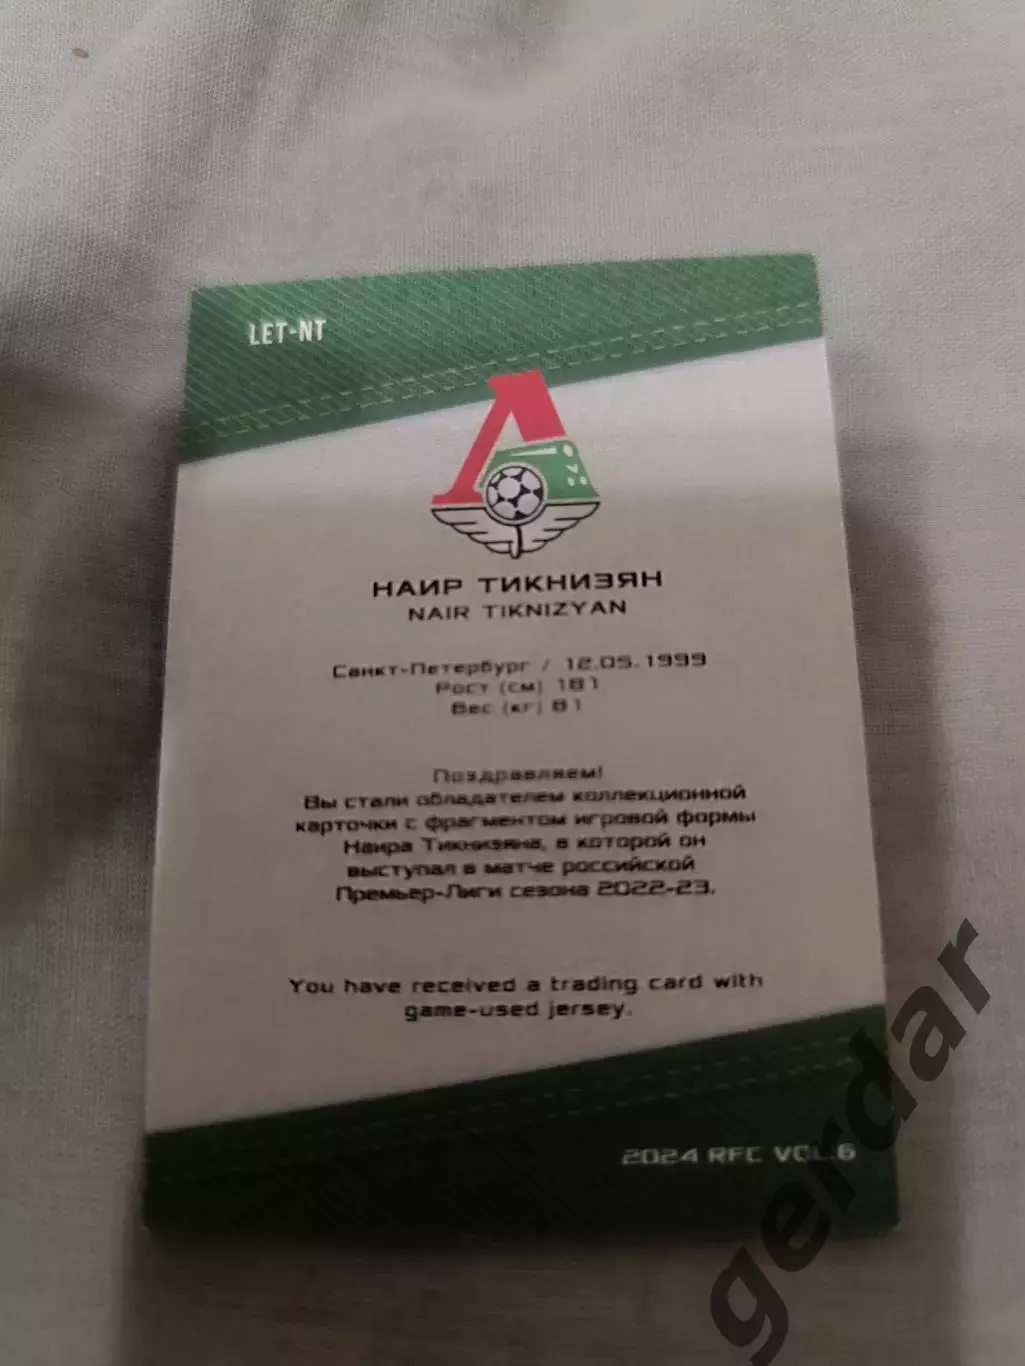 LET-NT
НАИР ТИКНИЗЯН
NAIR TIKNIZYAN
Санкт-Петербург / 12.05.1999
Рост (см) 181
Вес (кг) 81
Поздравляем!
Вы стали обладателем коллекционной
карточки с фрагментом игровой формы
Наира Тикнизяна, в которой он
выступал в матче российской
Премьер-Лиги сезона 2022-23.
You have received a trading card with
game-used jersey.
2024 RFC VOL.6
gerdar